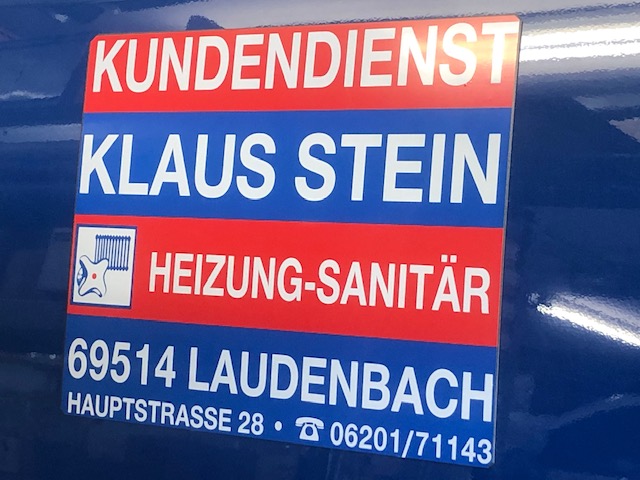 KUNDENDIENST
KLAUS STEIN
HEIZUNG-SANITÄR
69514 LAUDENBACH
HAUPTSTRASSE 28 • ☎ 06201/71143